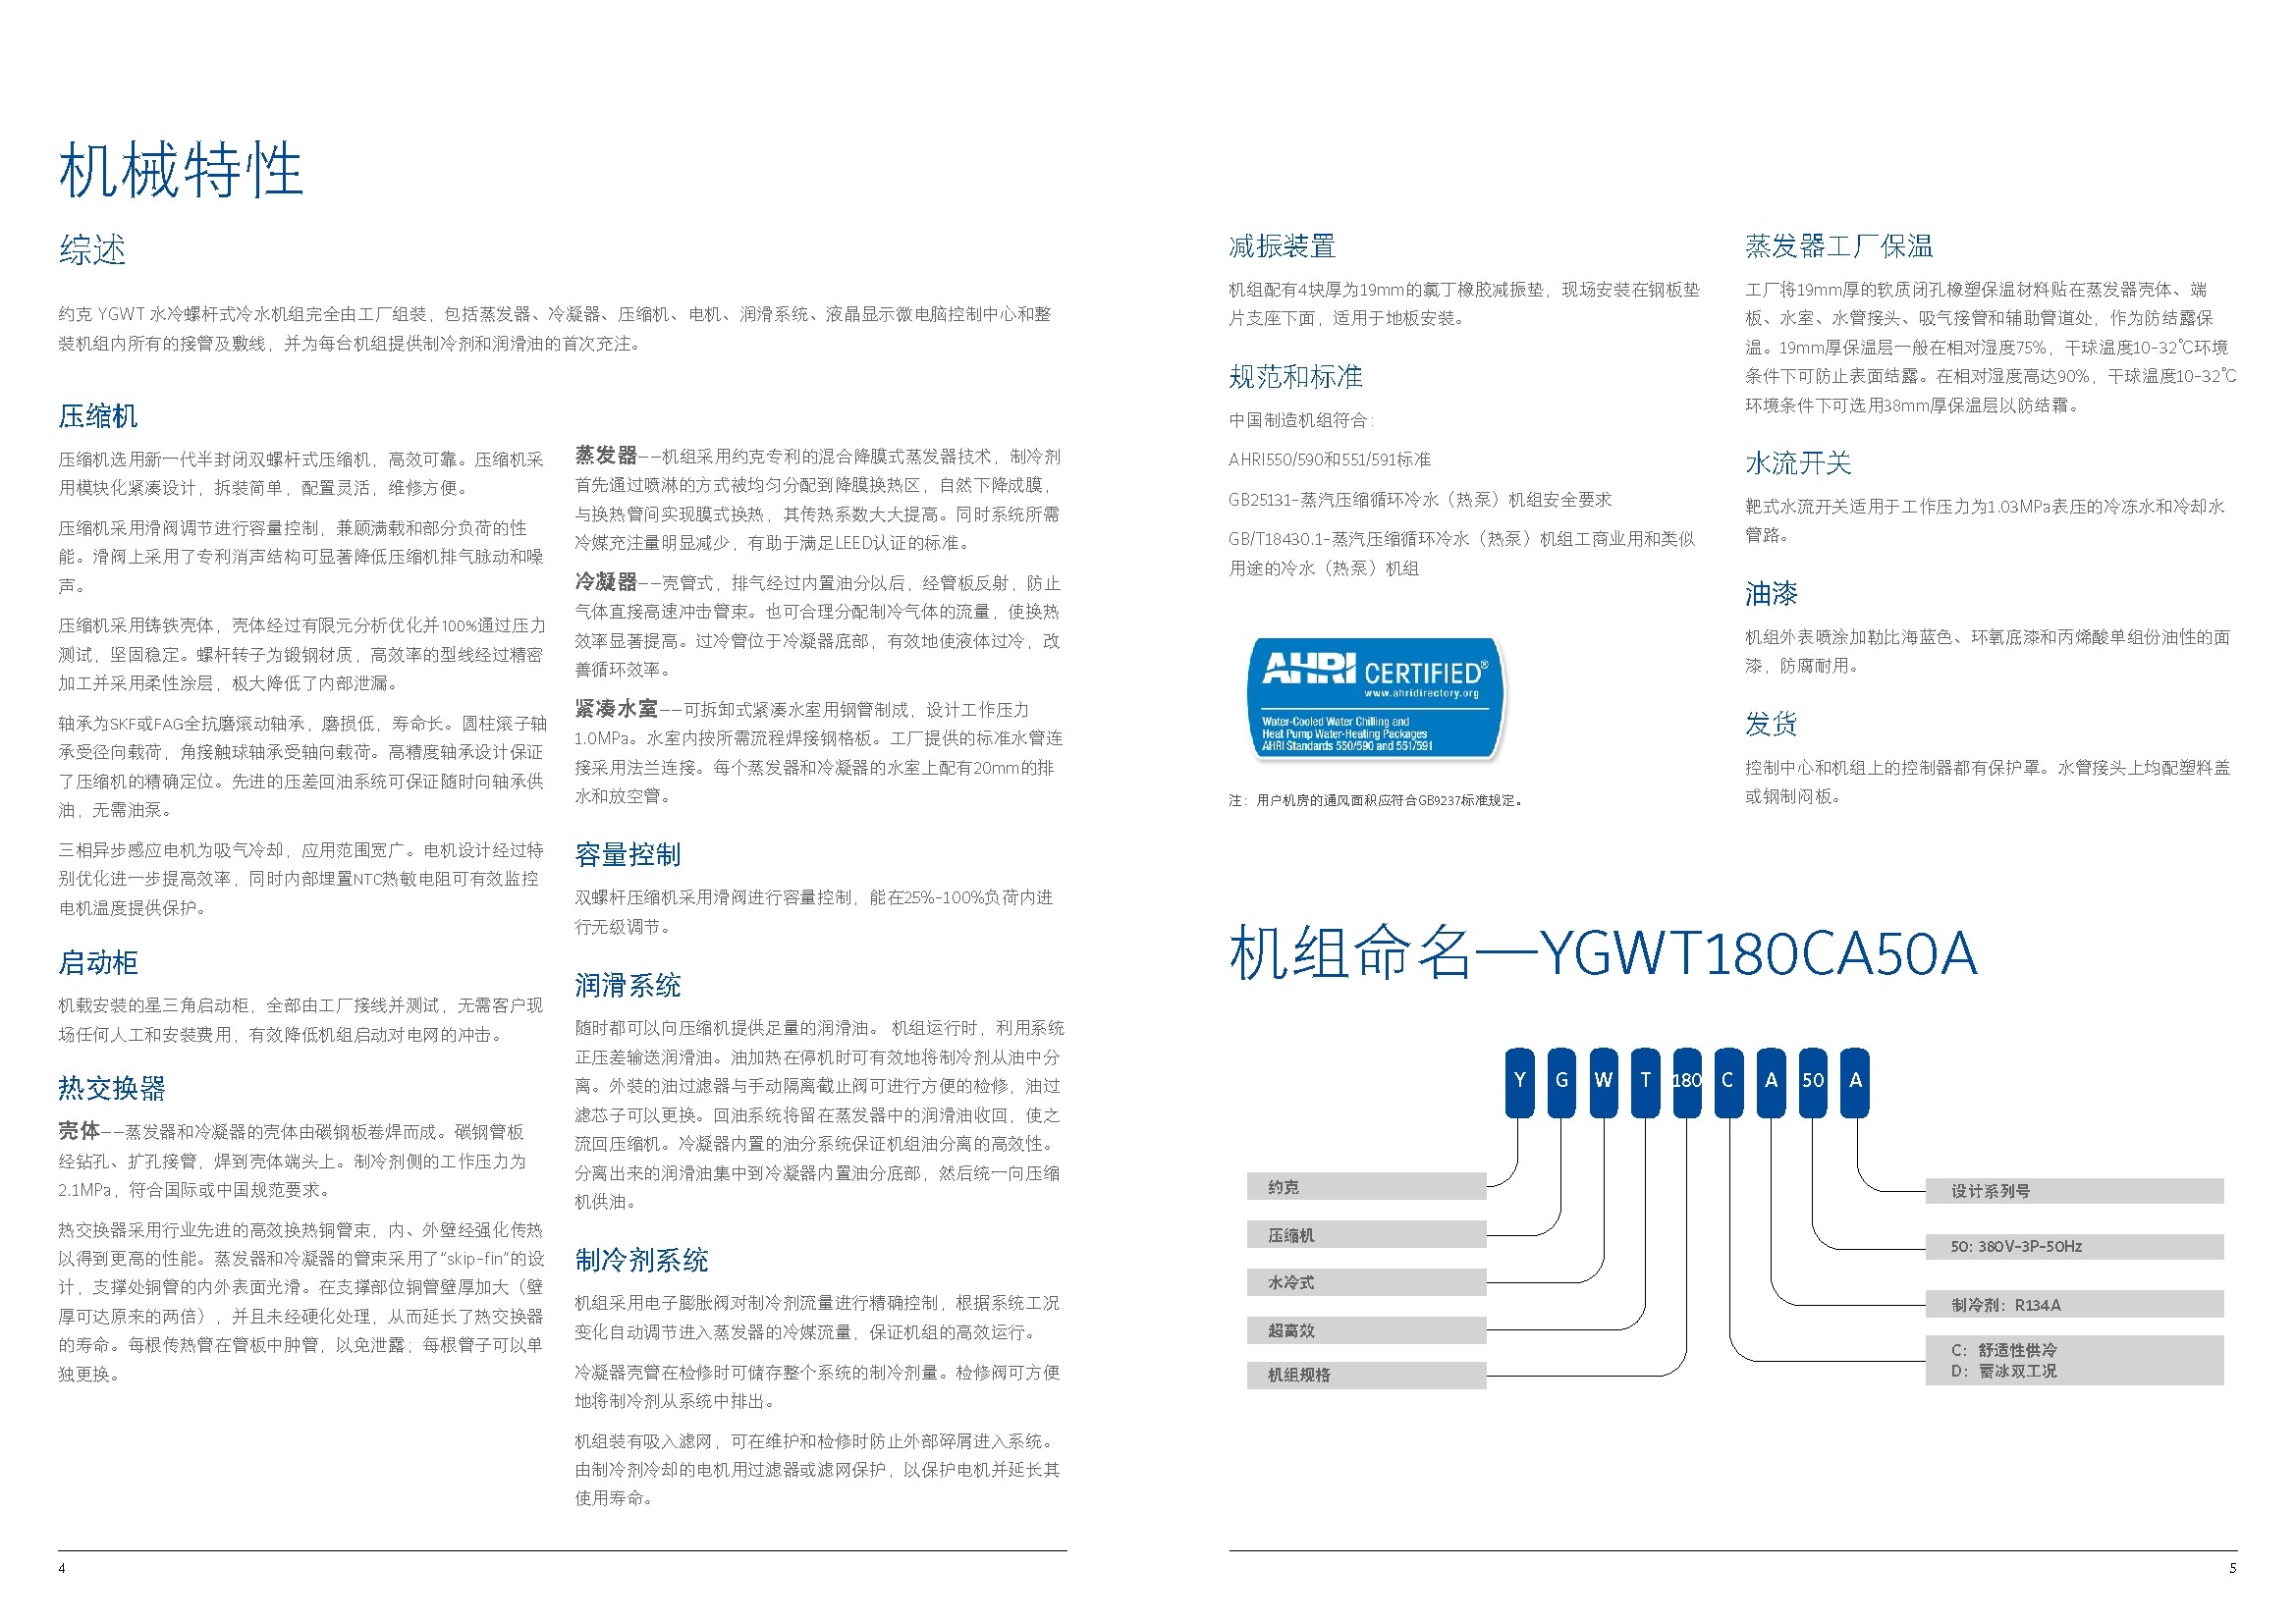 机械特性
综述
约克 YGWT 水冷螺杆式冷水机组完全由工厂组装，包括蒸发器、冷凝器、压缩机、电机、润滑系统、液晶显示微电脑控制中心和整
装机组内所有的接管及敷线，并为每台机组提供制冷剂和润滑油的首次充注。
压缩机
压缩机选用新一代半封闭双螺杆式压缩机，高效可靠。压缩机采
用模块化紧凑设计，拆装简单，配置灵活，维修方便。
压缩机采用滑阀调节进行容量控制，兼顾满载和部分负荷的性
能。滑阀上采用了专利消声结构可显著降低压缩机排气脉动和噪
声。
压缩机采用铸铁壳体，壳体经过有限元分析优化并100%通过压力
测试，坚固稳定。螺杆转子为锻钢材质，高效率的型线经过精密
加工并采用柔性涂层，极大降低了内部泄漏。
轴承为SKF或FAG全抗磨滚动轴承，磨损低，寿命长。圆柱滚子轴
承受径向载荷，角接触球轴承受轴向载荷。高精度轴承设计保证
了压缩机的精确定位。先进的压差回油系统可保证随时向轴承供
油，无需油泵。
三相异步感应电机为吸气冷却，应用范围宽广。电机设计经过特
别优化进一步提高效率，同时内部埋置NTC热敏电阻可有效监控
电机温度提供保护。
启动柜
机载安装的星三角启动柜，全部由工厂接线并测试，无需客户现
场任何人工和安装费用，有效降低机组启动对电网的冲击。
热交换器
壳体——蒸发器和冷凝器的壳体由碳钢板卷焊而成。碳钢管板
经钻孔、扩孔接管，焊到壳体端头上。制冷剂侧的工作压力为
2.1MPa，符合国际或中国规范要求。
热交换器采用行业先进的高效换热铜管束，内、外壁经强化传热
以得到更高的性能。蒸发器和冷凝器的管束采用了“skip-fin”的设
计，支撑处铜管的内外表面光滑。在支撑部位铜管壁厚加大（壁
厚可达原来的两倍），并且未经硬化处理，从而延长了热交换器
的寿命。每根传热管在管板中肿管，以免泄露；每根管子可以单
独更换。
蒸发器——机组采用约克专利的混合降膜式蒸发器技术，制冷剂
首先通过喷淋的方式被均匀分配到降膜换热区，自然下降成膜，
与换热管间实现膜式换热，其传热系数大大提高。同时系统所需
冷媒充注量明显减少，有助于满足LEED认证的标准。
冷凝器——壳管式，排气经过内置油分以后，经管板反射，防止
气体直接高速冲击管束。也可合理分配制冷气体的流量，使换热
效率显著提高。过冷管位于冷凝器底部，有效地使液体过冷，改
善循环效率。
紧凑水室——可拆卸式紧凑水室用钢管制成，设计工作压力
1.0MPa。水室内按所需流程焊接钢格板。工厂提供的标准水管连
接采用法兰连接。每个蒸发器和冷凝器的水室上配有20mm的排
水和放空管。
容量控制
双螺杆压缩机采用滑阀进行容量控制，能在25%-100%负荷内进
行无级调节。
润滑系统
随时都可以向压缩机提供足量的润滑油。 机组运行时，利用系统
正压差输送润滑油。油加热在停机时可有效地将制冷剂从油中分
离。外装的油过滤器与手动隔离截止阀可进行方便的检修，油过
滤芯子可以更换。回油系统将留在蒸发器中的润滑油收回，使之
流回压缩机。冷凝器内置的油分系统保证机组油分离的高效性。
分离出来的润滑油集中到冷凝器内置油分底部，然后统一向压缩
机供油。
制冷剂系统
机组采用电子膨胀阀对制冷剂流量进行精确控制，根据系统工况
变化自动调节进入蒸发器的冷媒流量，保证机组的高效运行。
冷凝器壳管在检修时可储存整个系统的制冷剂量。检修阀可方便
地将制冷剂从系统中排出。
机组装有吸入滤网，可在维护和检修时防止外部碎屑进入系统。
由制冷剂冷却的电机用过滤器或滤网保护，以保护电机并延长其
使用寿命。
4
减振装置
机组配有4块厚为19mm的氯丁橡胶减振垫，现场安装在钢板垫
片支座下面，适用于地板安装。
规范和标准
中国制造机组符合：
AHRI550/590和551/591标准
GB25131-蒸汽压缩循环冷水（热泵）机组安全要求
GB/T18430.1-蒸汽压缩循环冷水（热泵）机组工商业用和类似
用途的冷水（热泵）机组
AHRI CERTIFIED®
www.ahridirectory.org
Water-Cooled Water Chilling and
Heat Pump Water-Heating Packages
AHRI Standards 550/590 and 551/591
注：用户机房的通风面积应符合GB9237标准规定。
蒸发器工厂保温
工厂将19mm厚的软质闭孔橡塑保温材料贴在蒸发器壳体、端
板、水室、水管接头、吸气接管和辅助管道处，作为防结露保
温。19mm厚保温层一般在相对湿度75%，干球温度10-32℃环境
条件下可防止表面结露。在相对湿度高达90%，干球温度10-32℃
环境条件下可选用38mm厚保温层以防结霜。
水流开关
靶式水流开关适用于工作压力为1.03MPa表压的冷冻水和冷却水
管路。
油漆
机组外表喷涂加勒比海蓝色、环氧底漆和丙烯酸单组份油性的面
漆，防腐耐用。
发货
控制中心和机组上的控制器都有保护罩。水管接头上均配塑料盖
或钢制闷板。
机组命名—YGWT180CA50A
Y G W T 180 C A 50 A
约克
压缩机
水冷式
超高效
机组规格
设计系列号
50: 380V-3P-50Hz
制冷剂：R134A
C：舒适性供冷
D：蓄冰双工况
5